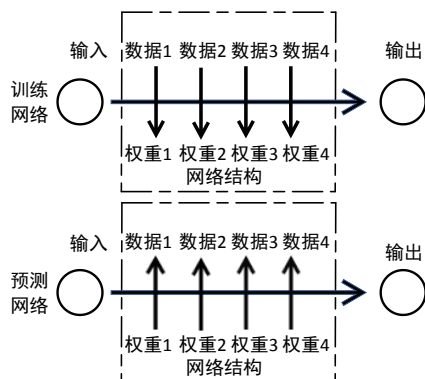 输入 数据1 数据2 数据3 数据4 输出
训练
网络
权重1 权重2 权重3 权重4
网络结构
输入 数据1 数据2 数据3 数据4 输出
预测
网络
权重1 权重2 权重3 权重4
网络结构